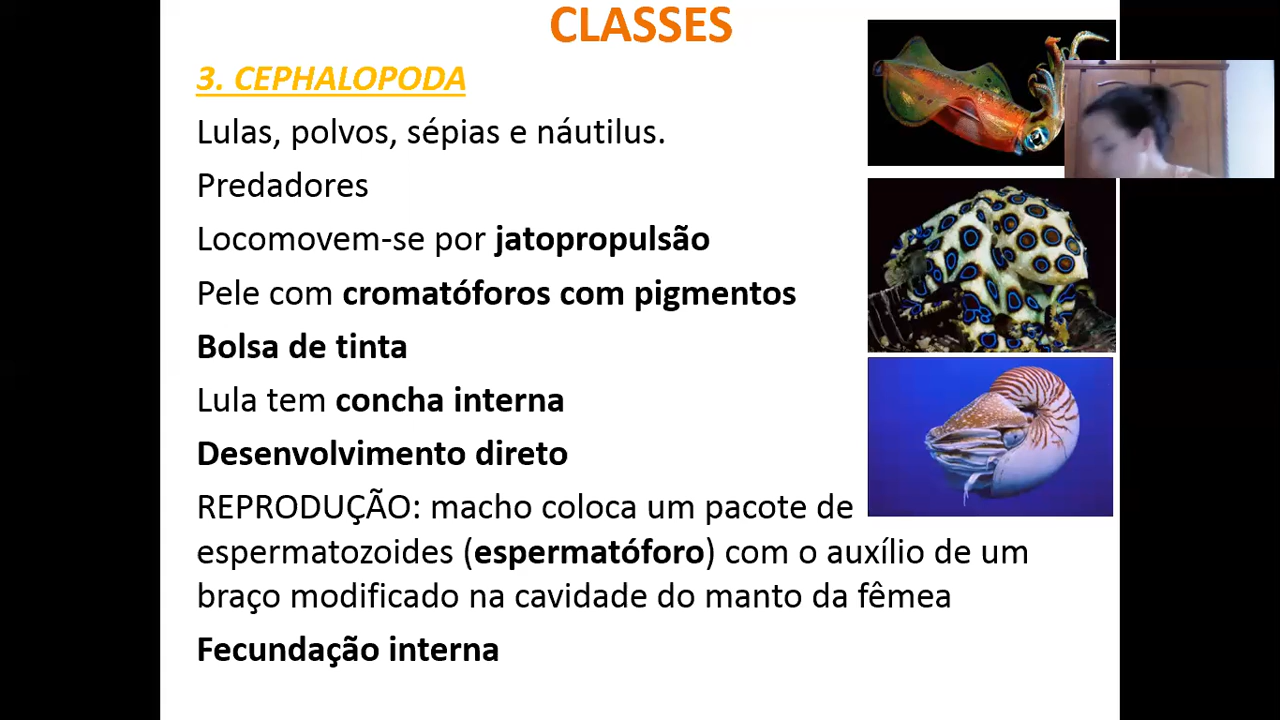 CLASSES
3. CEPHALOPODA
Lulas, polvos, sépias e náutilus.
Predadores
Locomovem-se por jatopropulsão
Pele com cromatóforos com pigmentos
Bolsa de tinta
Lula tem concha interna
Desenvolvimento direto
REPRODUÇÃO: macho coloca um pacote de
espermatozoides (espermatóforo) com o auxílio de um
braço modificado na cavidade do manto da fêmea
Fecundação interna